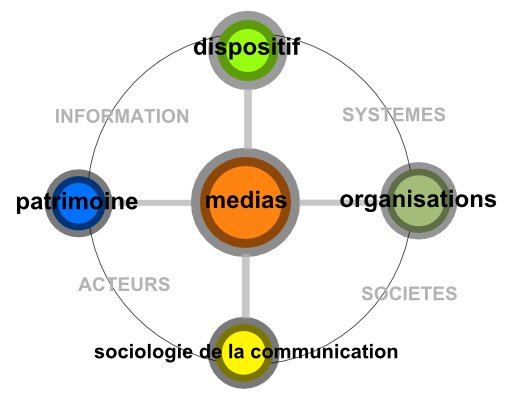 dispositif
INFORMATION
SYSTEMES
patrimoine
medias
organisations
ACTEURS
SOCIETES
sociologie de la communication